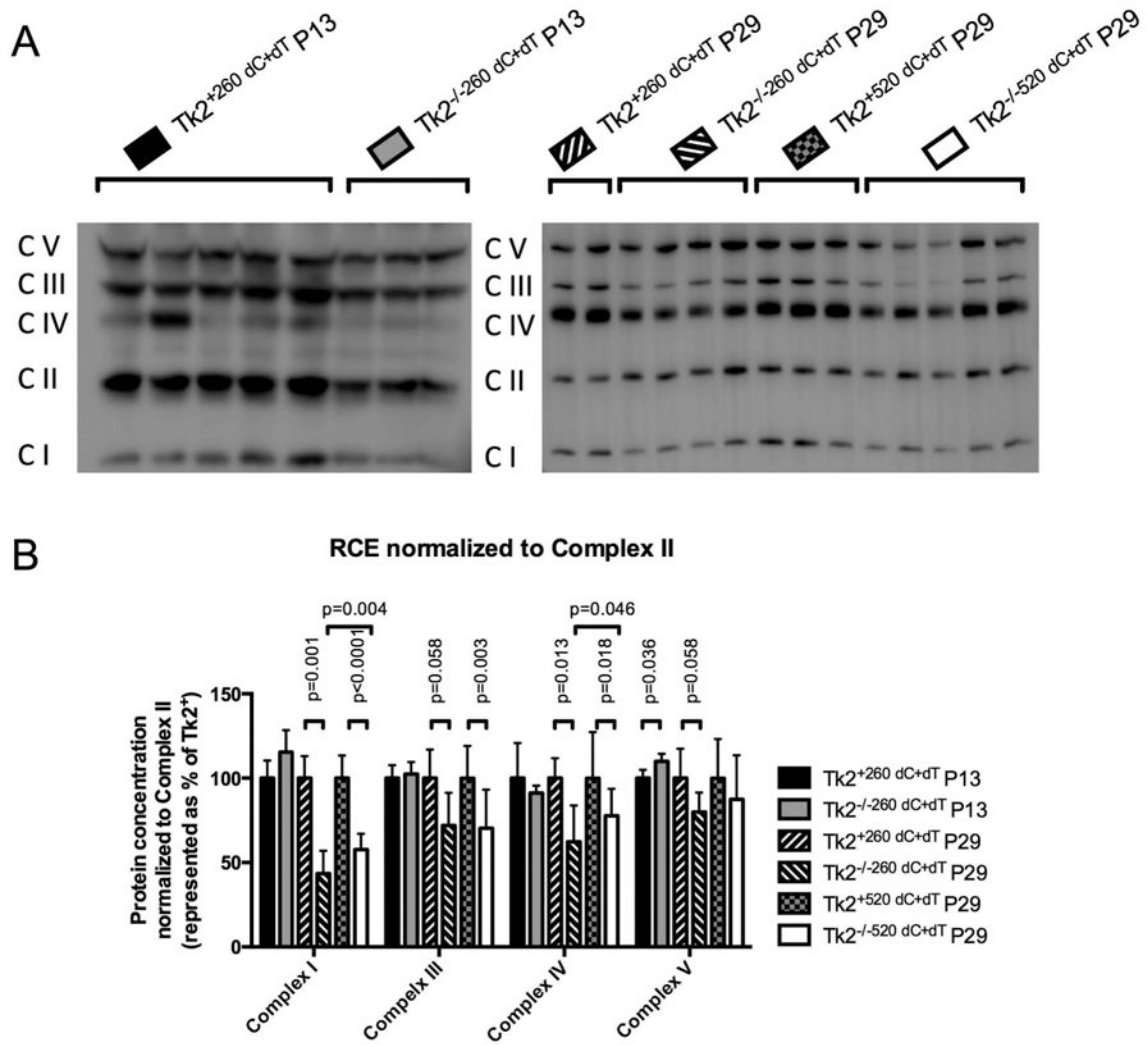 A
Tk2+260 dC+dT P13
Tk2-/-260 dC+dT P13
Tk2+260 dC+dT P29
Tk2-/-260 dC+dT P29
Tk2+520 dC+dT P29
Tk2-/-520 dC+dT P29
C V
C III
C IV
C II
C I
C V
C III
C IV
C II
C I
B
RCE normalized to Complex II
p=0.004
p=0.046
p=0.001
p<0.0001
p=0.058
p=0.003
p=0.013
p=0.018
p=0.036
p=0.058
Protein concentration
normalized to Complex II
(represented as % of Tk2+)
150
100
50
0
Complex I
Compelx III
Complex IV
Complex V
Tk2+260 dC+dT P13
Tk2-/-260 dC+dT P13
Tk2+260 dC+dT P29
Tk2-/-260 dC+dT P29
Tk2+520 dC+dT P29
Tk2-/-520 dC+dT P29